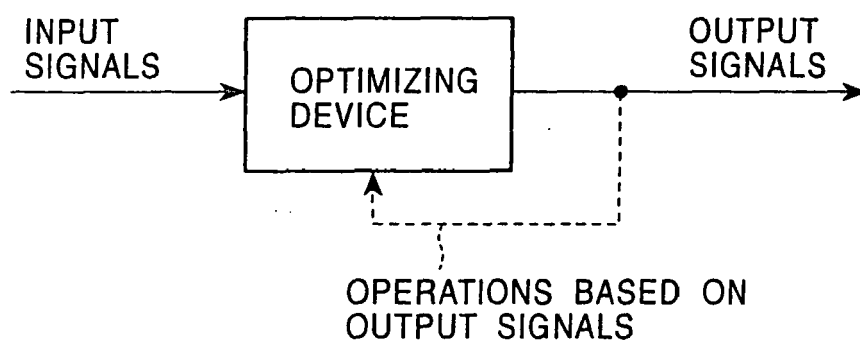 INPUT
SIGNALS
OPTIMIZING
DEVICE
OUTPUT
SIGNALS
OPERATIONS BASED ON
OUTPUT SIGNALS